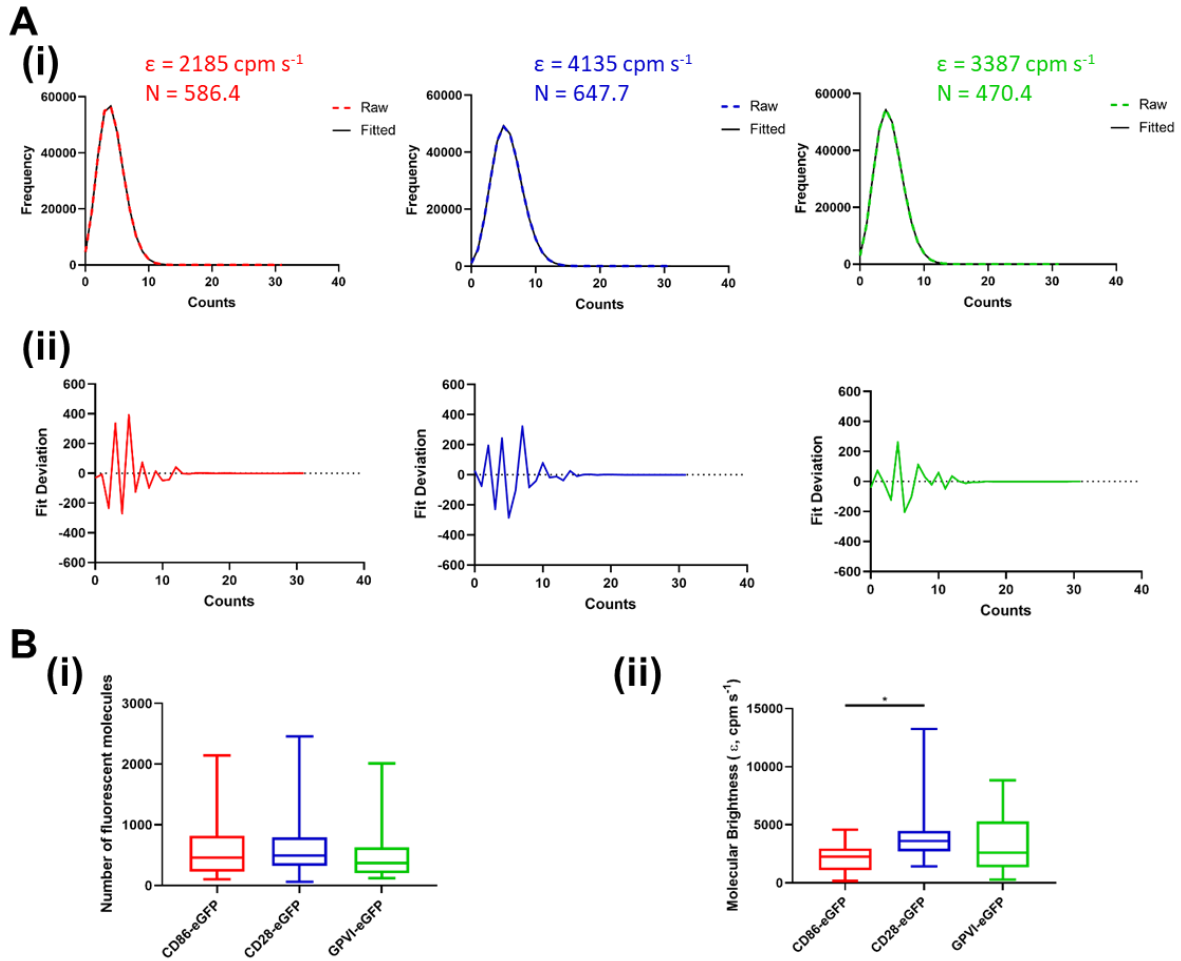 A
(i)
ε = 2185 cpm s⁻¹
N = 586.4
Raw
Fitted
60000
40000
20000
0
Frequency
0 10 20 30 40
Counts
ε = 4135 cpm s⁻¹
N = 647.7
Raw
Fitted
60000
40000
20000
0
Frequency
0 10 20 30 40
Counts
ε = 3387 cpm s⁻¹
N = 470.4
Raw
Fitted
60000
40000
20000
0
Frequency
0 10 20 30 40
Counts
(ii)
600
400
200
0
-200
-400
-600
Fit Deviation
0 10 20 30 40
Counts
600
400
200
0
-200
-400
-600
Fit Deviation
0 10 20 30 40
Counts
600
400
200
0
-200
-400
-600
Fit Deviation
0 10 20 30 40
Counts
B
(i)
Number of fluorescent molecules
3000
2000
1000
0
CD86-eGFP
CD28-eGFP
GPVI-eGFP
(ii)
Molecular Brightness ( ε, cpm s⁻¹)
15000
10000
5000
0
*
CD86-eGFP
CD28-eGFP
GPVI-eGFP